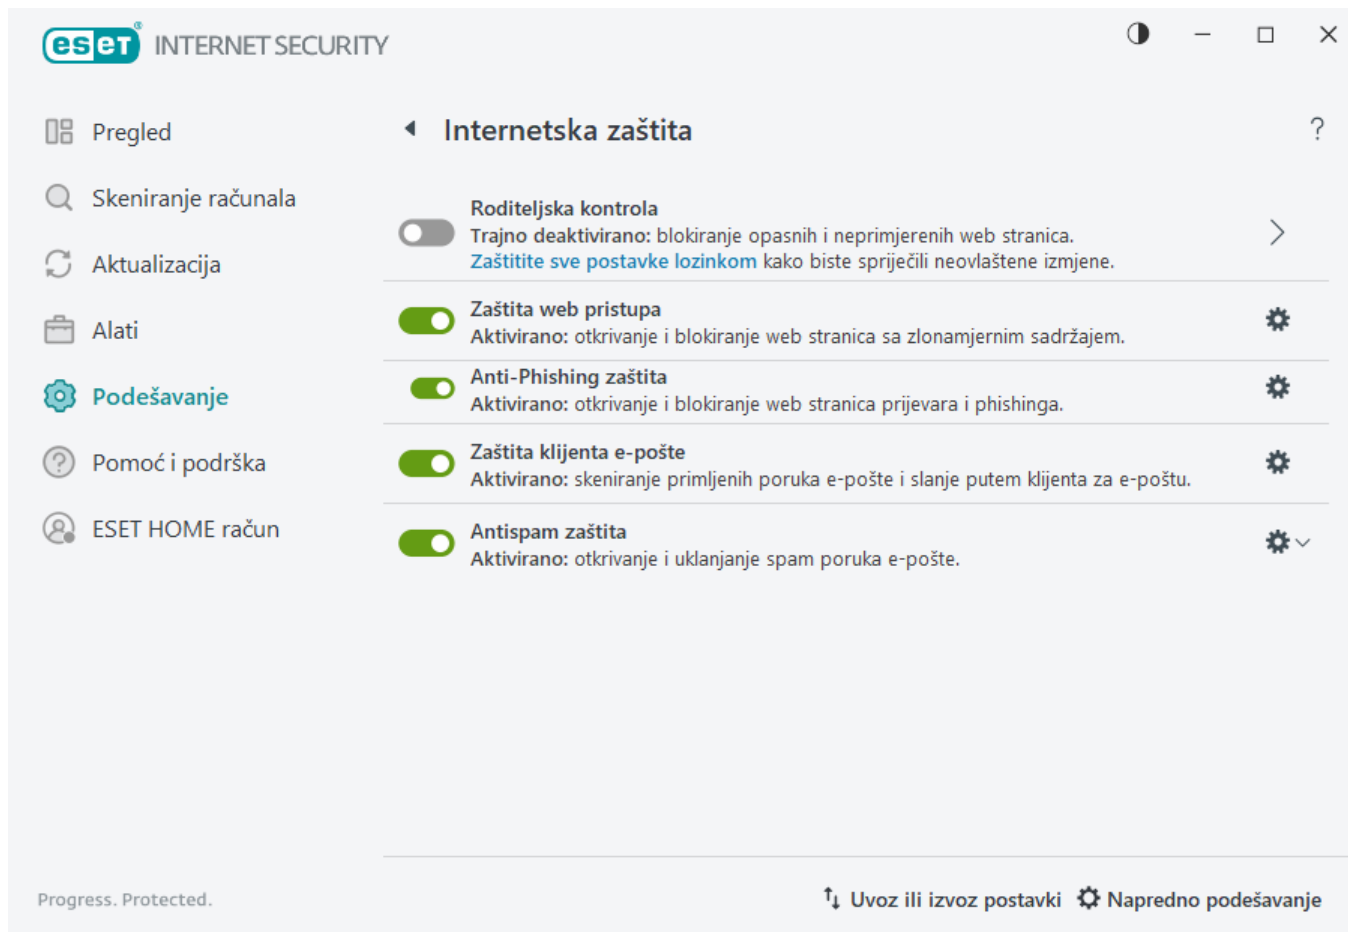 eset® INTERNET SECURITY
Pregled
Skeniranje računala
Aktualizacija
Alati
Podešavanje
Pomoć i podrška
ESET HOME račun
Internetska zaštita
?
Roditeljska kontrola
Trajno deaktivirano: blokiranje opasnih i neprimjerenih web stranica.
Zaštitite sve postavke lozinkom kako biste spriječili neovlaštene izmjene.
Zaštita web pristupa
Aktivirano: otkrivanje i blokiranje web stranica sa zlonamjernim sadržajem.
Anti-Phishing zaštita
Aktivirano: otkrivanje i blokiranje web stranica prijevara i phishinga.
Zaštita klijenta e-pošte
Aktivirano: skeniranje primljenih poruka e-pošte i slanje putem klijenta za e-poštu.
Antispam zaštita
Aktivirano: otkrivanje i uklanjanje spam poruka e-pošte.
Progress. Protected.
Uvoz ili izvoz postavki
Napredno podešavanje